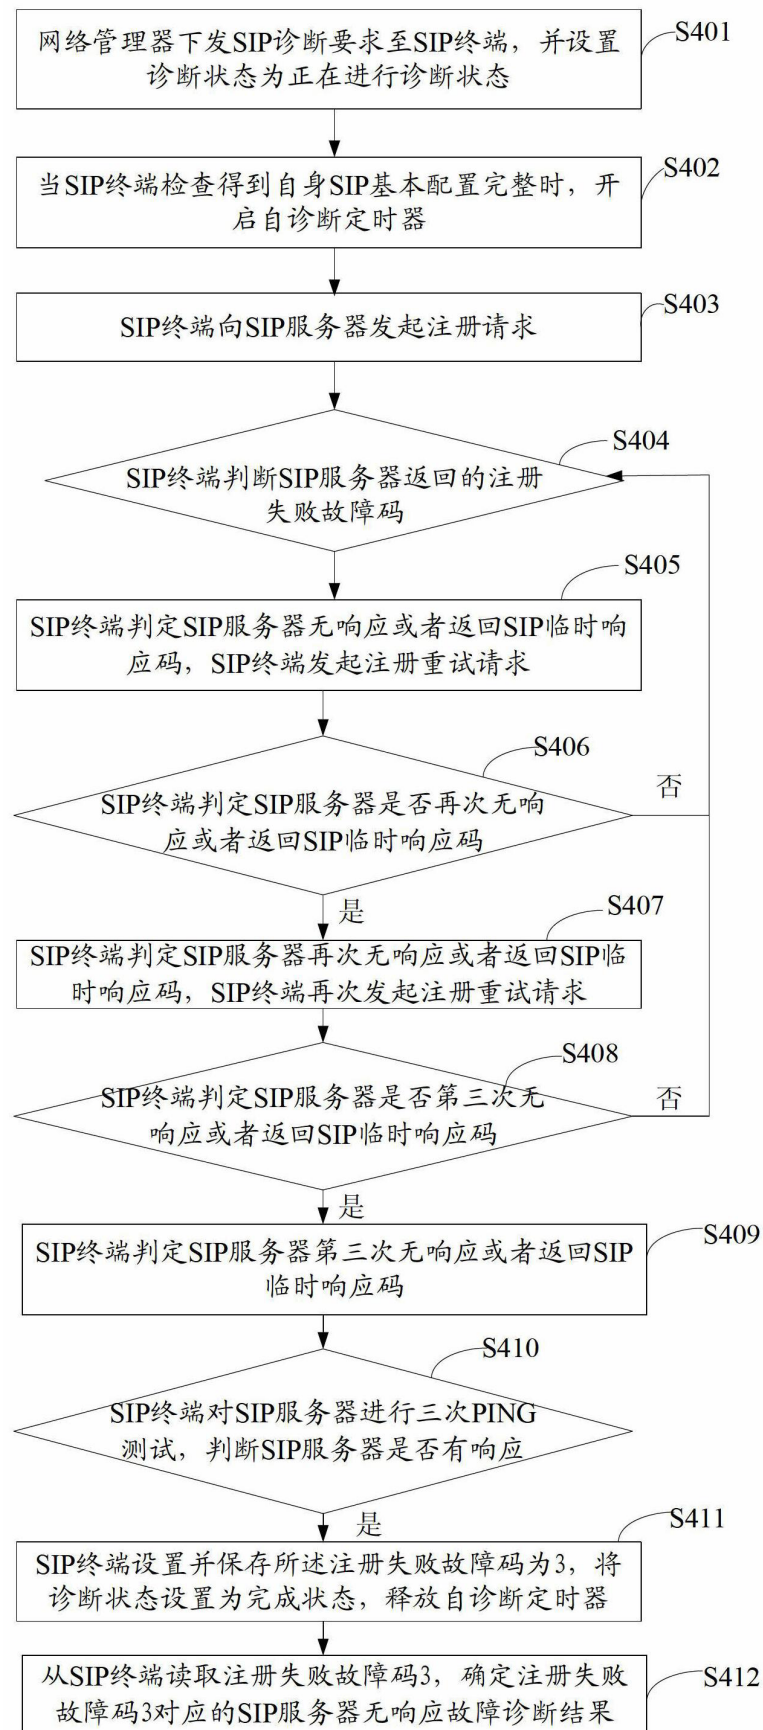 网络管理器下发SIP诊断要求至SIP终端，并设置
诊断状态为正在进行诊断状态
S401
当SIP终端检查得到自身SIP基本配置完整时，开
启自诊断定时器
S402
SIP终端向SIP服务器发起注册请求
S403
SIP终端判断SIP服务器返回的注册
失败故障码
S404
SIP终端判定SIP服务器无响应或者返回SIP临时响
应码，SIP终端发起注册重试请求
S405
SIP终端判定SIP服务器是否再次无响
应或者返回SIP临时响应码
S406
否
是
SIP终端判定SIP服务器再次无响应或者返回SIP临
时响应码，SIP终端再次发起注册重试请求
S407
SIP终端判定SIP服务器是否第三次无
响应或者返回SIP临时响应码
S408
否
是
SIP终端判定SIP服务器第三次无响应或者返回SIP
临时响应码
S409
SIP终端对SIP服务器进行三次PING
测试，判断SIP服务器是否有响应
S410
是
SIP终端设置并保存所述注册失败故障码为3，将
诊断状态设置为完成状态，释放自诊断定时器
S411
从SIP终端读取注册失败故障码3，确定注册失败
故障码3对应的SIP服务器无响应故障诊断结果
S412